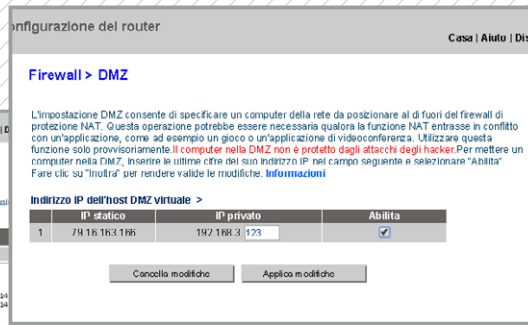 onfigurazione del router
Casa | Aiuto | Dis
Firewall > DMZ
L'impostazione DMZ consente di specificare un computer della rete da posizionare al di fuori del firewall di
protezione NAT. Questa operazione potrebbe essere necessaria qualora la funzione NAT entrasse in conflitto
con un'applicazione, come ad esempio un gioco o un'applicazione di videoconferenza. Utilizzare questa
funzione solo provvisoriamente.Il computer nella DMZ non è protetto dagli attacchi degli hacker.Per mettere un
computer nella DMZ, inserire le ultime cifre del suo indirizzo IP nel campo seguente e selezionare "Abilita".
Fare clic su "Inoltra" per rendere valide le modifiche. Informazioni
Indirizzo IP dell'host DMZ virtuale >
IP statico IP privato Abilita
1 79.16.163.166 192.168.3 123
Cancella modifiche Applica modifiche
14
14